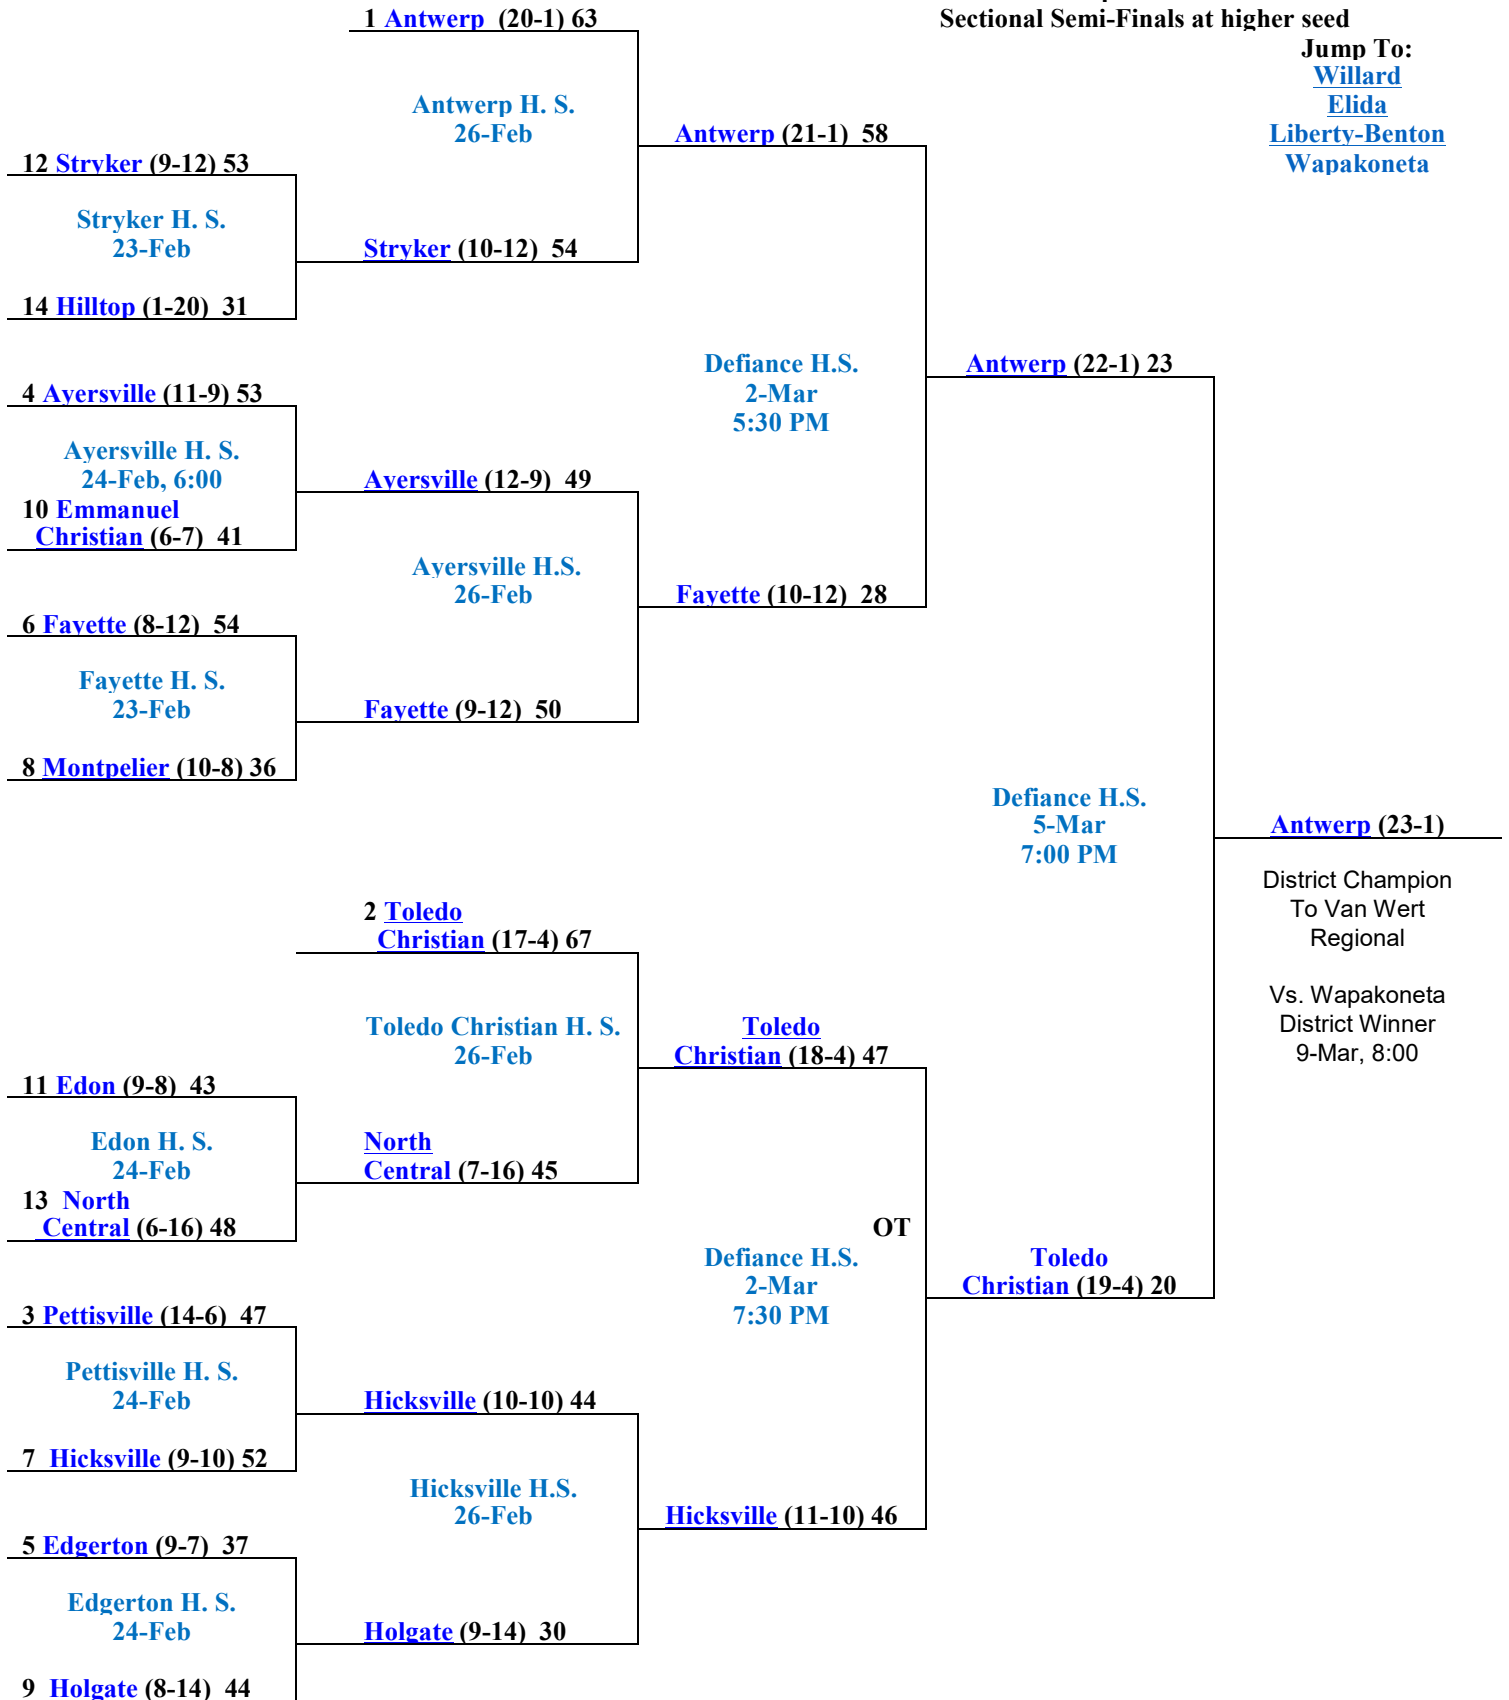 1 Antwerp (20-1) 63
Sectional Semi-Finals at higher seed
Jump To:
Willard
Elida
Liberty-Benton
Wapakoneta
Antwerp H. S.
26-Feb
Antwerp (21-1) 58
12 Stryker (9-12) 53
Stryker H. S.
23-Feb
Stryker (10-12) 54
14 Hilltop (1-20) 31
Defiance H.S.
2-Mar
5:30 PM
Antwerp (22-1) 23
4 Ayersville (11-9) 53
Ayersville H. S.
24-Feb, 6:00
Ayersville (12-9) 49
10 Emmanuel
Christian (6-7) 41
Ayersville H.S.
26-Feb
Fayette (10-12) 28
6 Fayette (8-12) 54
Fayette H. S.
23-Feb
Fayette (9-12) 50
8 Montpelier (10-8) 36
Defiance H.S.
5-Mar
7:00 PM
Antwerp (23-1)
District Champion
To Van Wert
Regional
Vs. Wapakoneta
District Winner
9-Mar, 8:00
2 Toledo
Christian (17-4) 67
Toledo Christian H. S.
26-Feb
Toledo
Christian (18-4) 47
11 Edon (9-8) 43
Edon H. S.
24-Feb
North
Central (7-16) 45
13 North
Central (6-16) 48
OT
Defiance H.S.
2-Mar
7:30 PM
Toledo
Christian (19-4) 20
3 Pettisville (14-6) 47
Pettisville H. S.
24-Feb
Hicksville (10-10) 44
7 Hicksville (9-10) 52
Hicksville H.S.
26-Feb
Hicksville (11-10) 46
5 Edgerton (9-7) 37
Edgerton H. S.
24-Feb
Holgate (9-14) 30
9 Holgate (8-14) 44